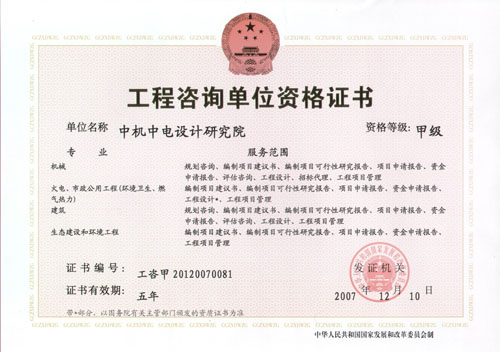 工程咨询单位资格证书
单位名称 中机中电设计研究院 资格等级: 甲级
专业 服务范围
机械 规划咨询、编制项目建议书、编制项目可行性研究报告、项目申请报告、资金
申请报告、评估咨询、工程设计、招标代理、工程项目管理
火电、市政公用工程(环境卫生、燃 编制项目建议书、编制项目可行性研究报告、项目申请报告、资金申请报告、
气热力) 工程设计*、工程项目管理
建筑 规划咨询、编制项目建议书、编制项目可行性研究报告、项目申请报告、资金
申请报告、评估咨询、工程设计、工程项目管理
生态建设和环境工程 编制项目建议书、编制项目可行性研究报告、项目申请报告、资金申请报告、
工程项目管理
证书编号: 工咨甲 20120070081 发证机关
证书有效期: 五年 2007 年 12 月 10 日
带*部分，以国务院有关主管部门颁发的资质证书为准
中华人民共和国国家发展和改革委员会制